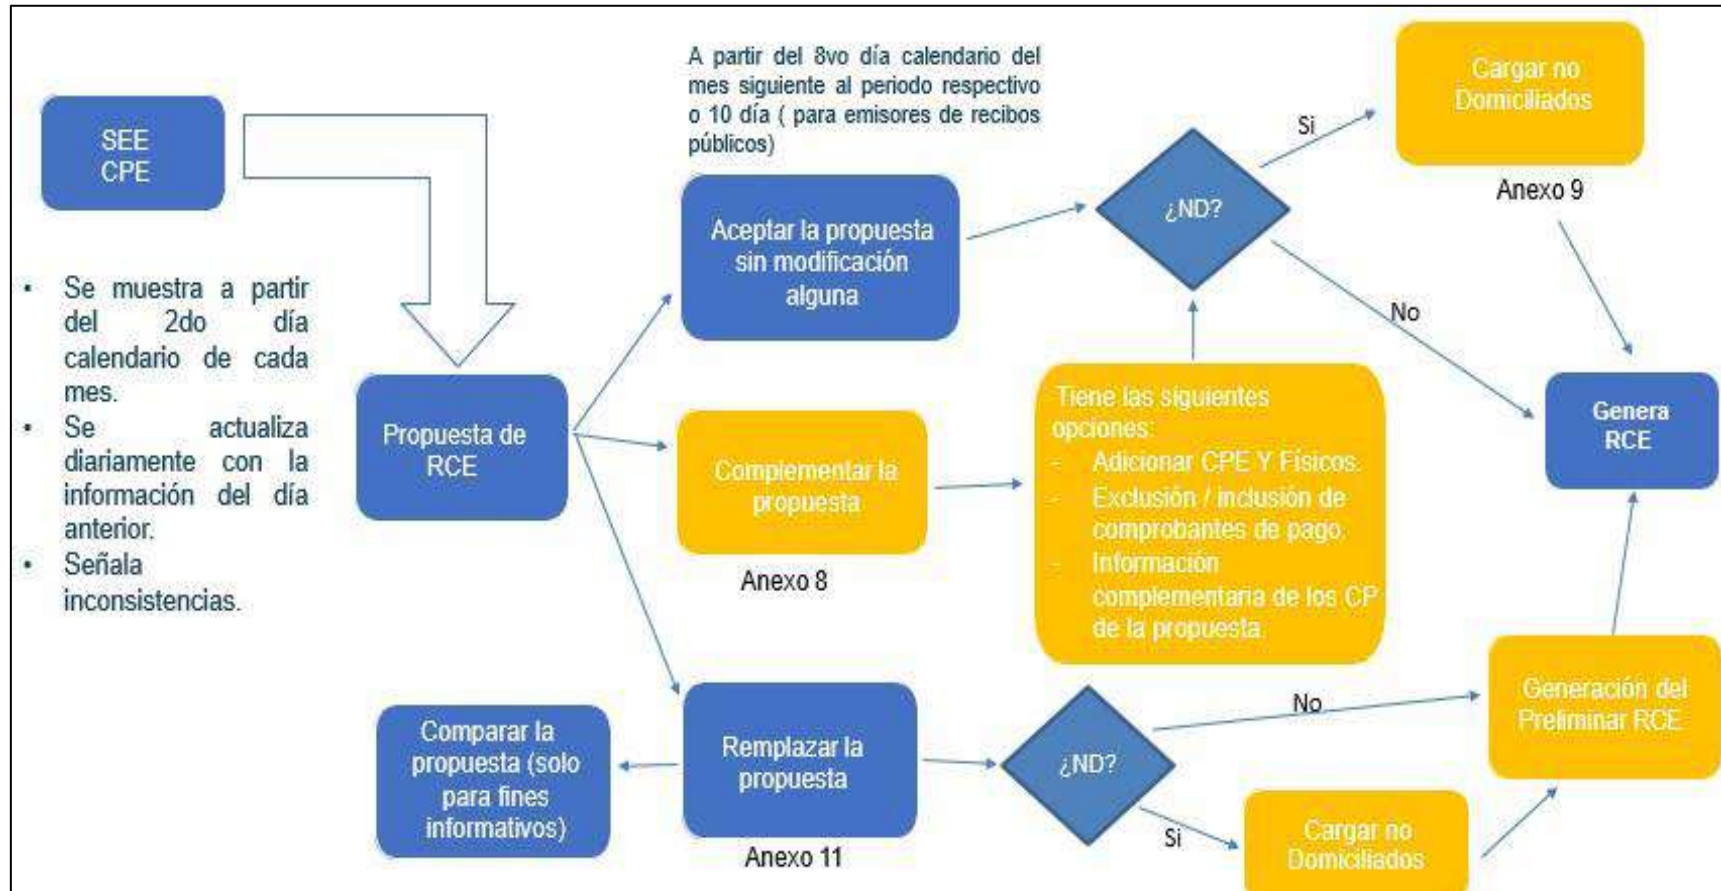 SEE
CPE
• Se muestra a partir
del 2do día
calendario de cada
mes.
• Se actualiza
diariamente con la
información del día
anterior.
• Señala
inconsistencias.
Propuesta de
RCE
A partir del 8vo día calendario del
mes siguiente al periodo respectivo
o 10 día ( para emisores de recibos
públicos)
Aceptar la propuesta
sin modificación
alguna
¿ND?
Si
Cargar no
Domiciliados
Anexo 9
No
Genera
RCE
Complementar la
propuesta
Anexo 8
Tiene las siguientes
opciones:
- Adicionar CPE Y Físicos.
- Exclusión / inclusión de
comprobantes de pago.
- Información
complementaria de los CP
de la propuesta.
Comparar la
propuesta (solo
para fines
informativos)
Remplazar la
propuesta
Anexo 11
¿ND?
No
Si
Cargar no
Domiciliados
Generación del
Preliminar RCE